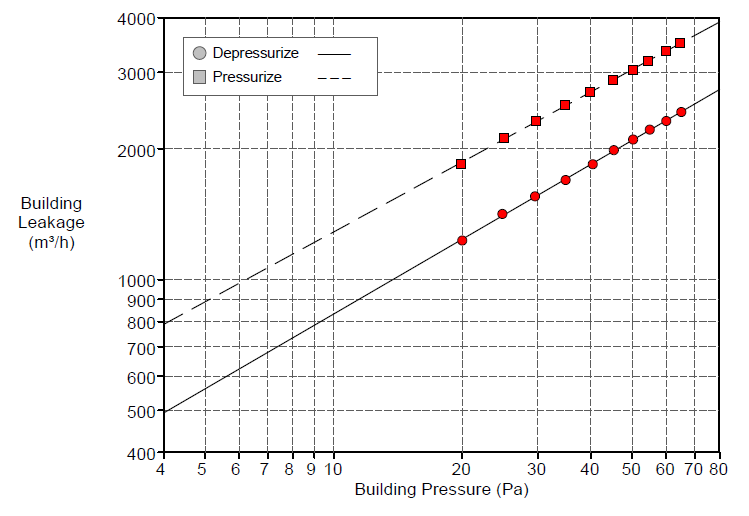 4000
3000
2000
1000
900
800
700
600
500
400
Depressurize
Pressurize
Building
Leakage
(m³/h)
4 5 6 7 8 9 10 20 30 40 50 60 70 80
Building Pressure (Pa)